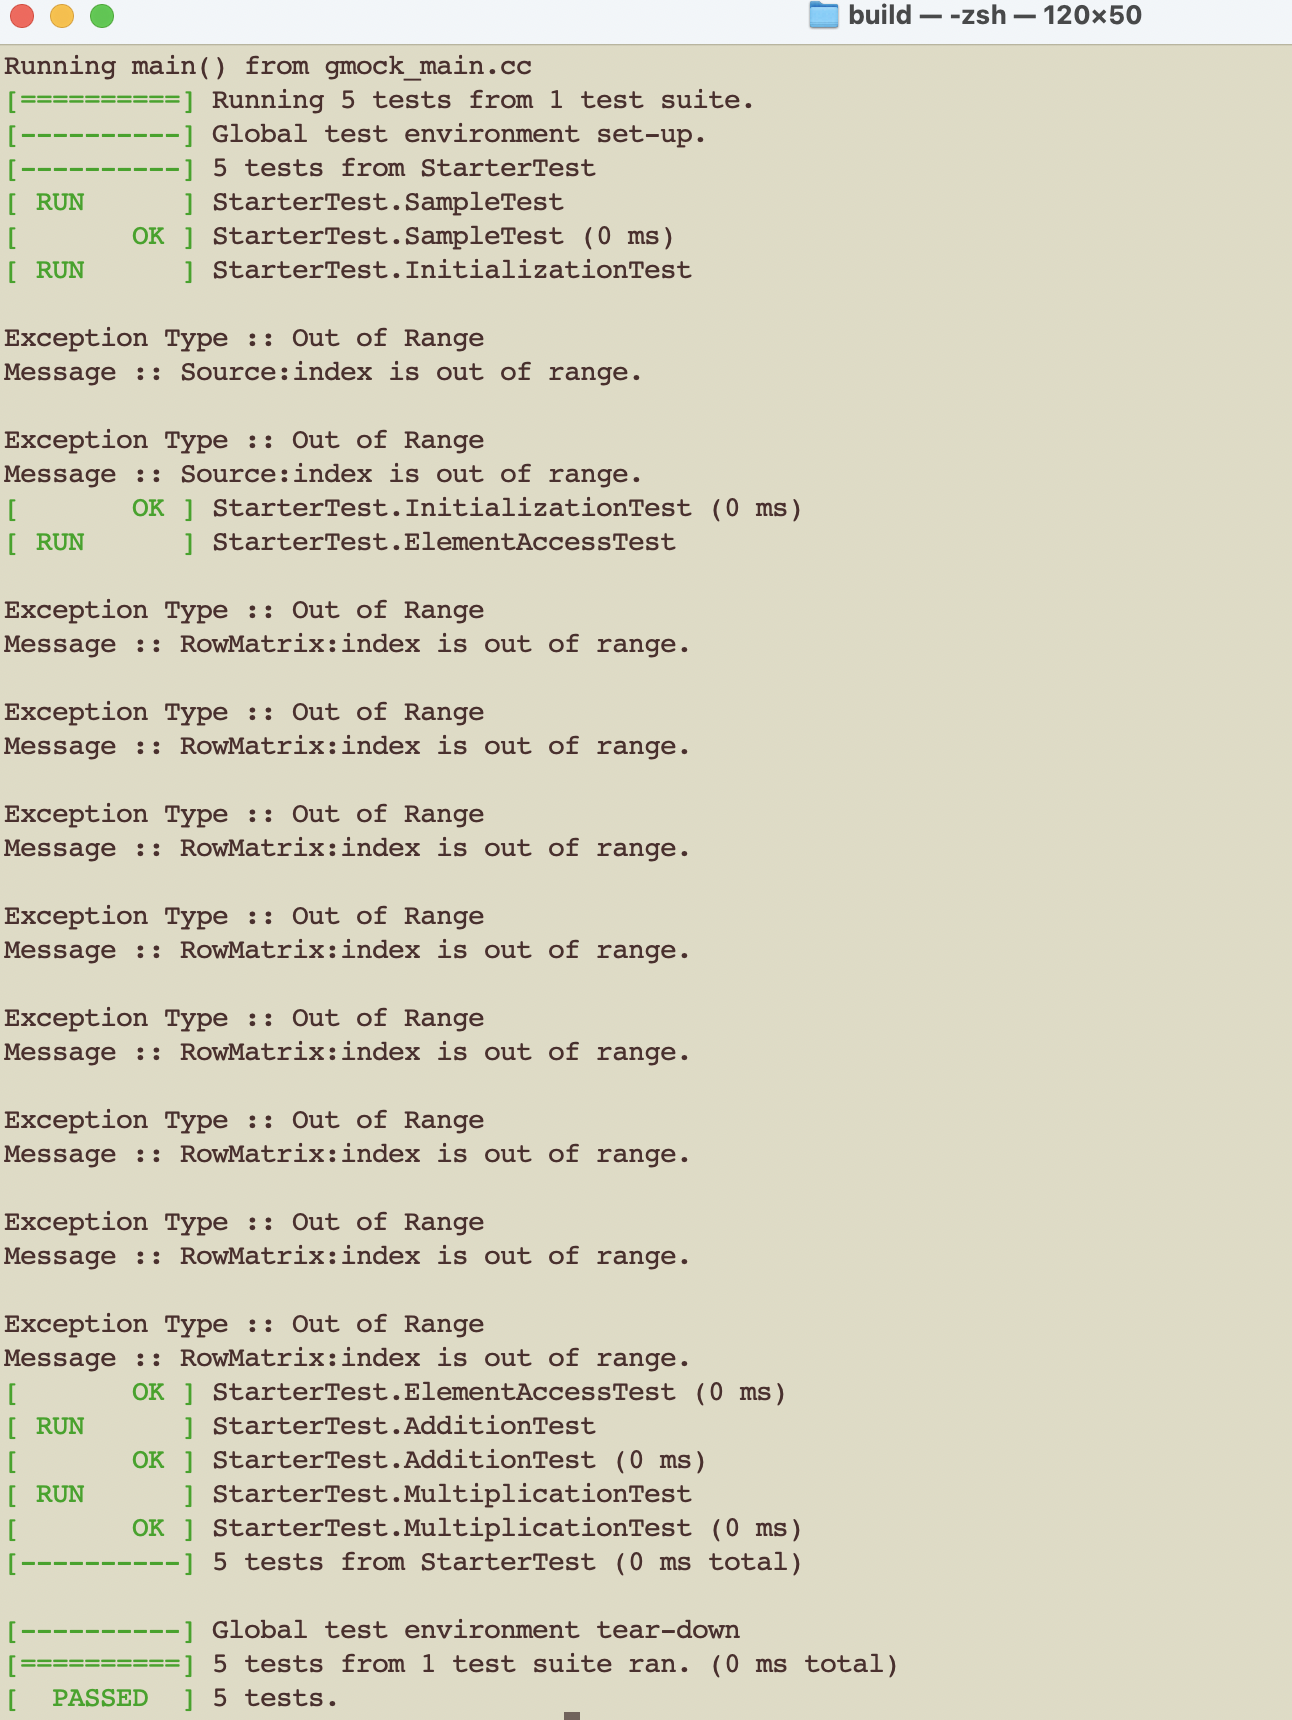 build — -zsh — 120×50
Running main() from gmock_main.cc
[==========] Running 5 tests from 1 test suite.
[----------] Global test environment set-up.
[----------] 5 tests from StarterTest
[ RUN      ] StarterTest.SampleTest
[       OK ] StarterTest.SampleTest (0 ms)
[ RUN      ] StarterTest.InitializationTest
Exception Type :: Out of Range
Message :: Source:index is out of range.
Exception Type :: Out of Range
Message :: Source:index is out of range.
[       OK ] StarterTest.InitializationTest (0 ms)
[ RUN      ] StarterTest.ElementAccessTest
Exception Type :: Out of Range
Message :: RowMatrix:index is out of range.
Exception Type :: Out of Range
Message :: RowMatrix:index is out of range.
Exception Type :: Out of Range
Message :: RowMatrix:index is out of range.
Exception Type :: Out of Range
Message :: RowMatrix:index is out of range.
Exception Type :: Out of Range
Message :: RowMatrix:index is out of range.
Exception Type :: Out of Range
Message :: RowMatrix:index is out of range.
Exception Type :: Out of Range
Message :: RowMatrix:index is out of range.
Exception Type :: Out of Range
Message :: RowMatrix:index is out of range.
[       OK ] StarterTest.ElementAccessTest (0 ms)
[ RUN      ] StarterTest.AdditionTest
[       OK ] StarterTest.AdditionTest (0 ms)
[ RUN      ] StarterTest.MultiplicationTest
[       OK ] StarterTest.MultiplicationTest (0 ms)
[----------] 5 tests from StarterTest (0 ms total)
[----------] Global test environment tear-down
[==========] 5 tests from 1 test suite ran. (0 ms total)
[  PASSED  ] 5 tests.